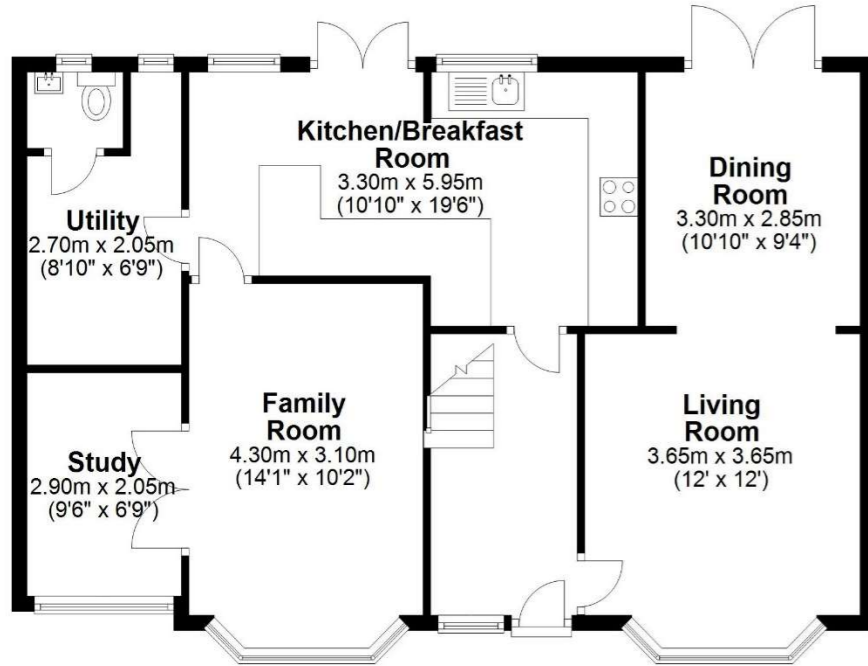 Kitchen/Breakfast
Room
3.30m x 5.95m
(10'10" x 19'6")
Dining
Room
3.30m x 2.85m
(10'10" x 9'4")
Utility
2.70m x 2.05m
(8'10" x 6'9")
Family
Room
4.30m x 3.10m
(14'1" x 10'2")
Living
Room
3.65m x 3.65m
(12' x 12')
Study
2.90m x 2.05m
(9'6" x 6'9")